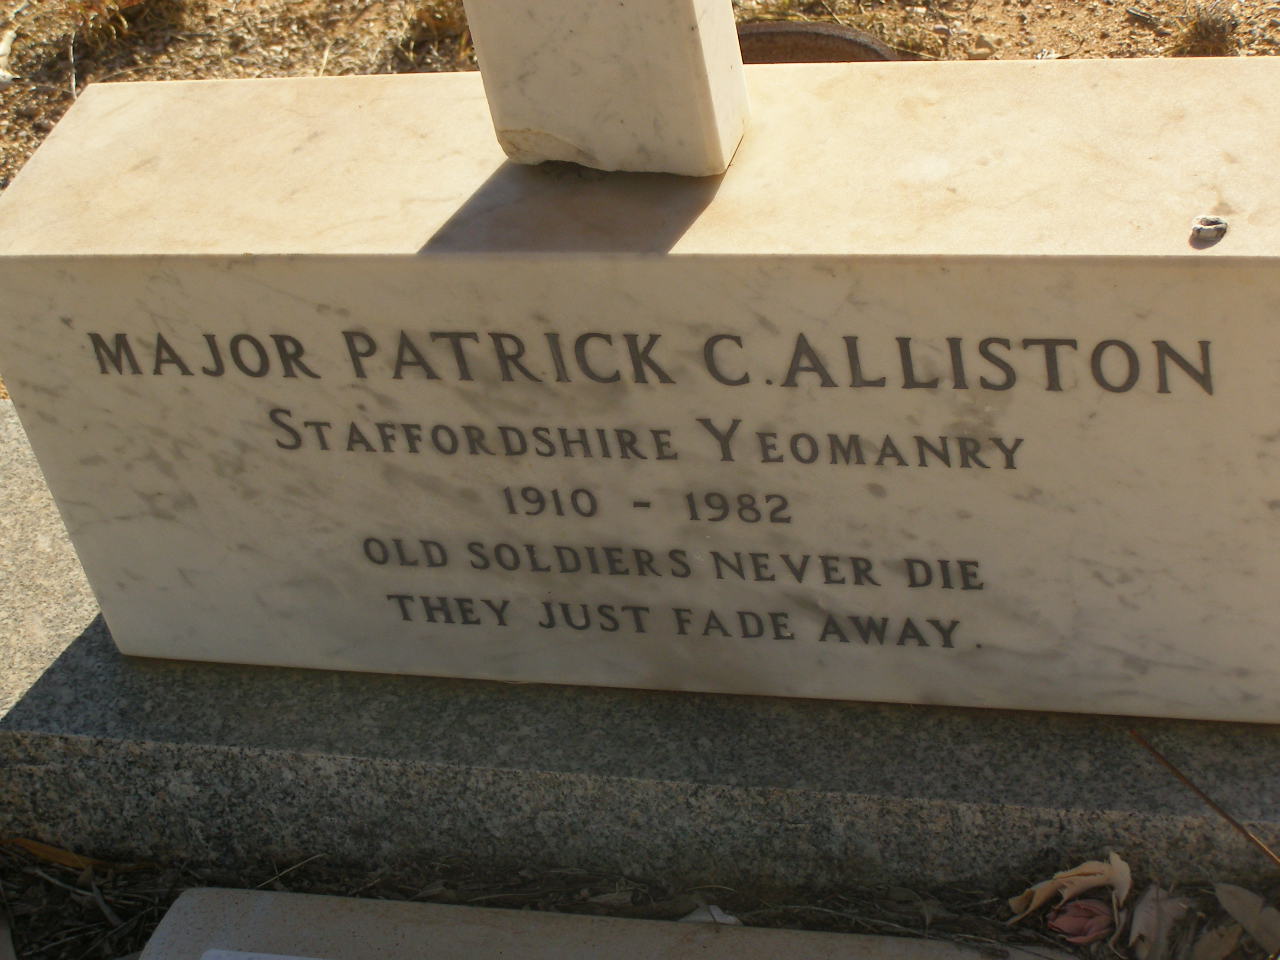 MAJOR PATRICK C. ALLISTON
STAFFORDSHIRE YEOMANRY
1910 - 1982
OLD SOLDIERS NEVER DIE
THEY JUST FADE AWAY.